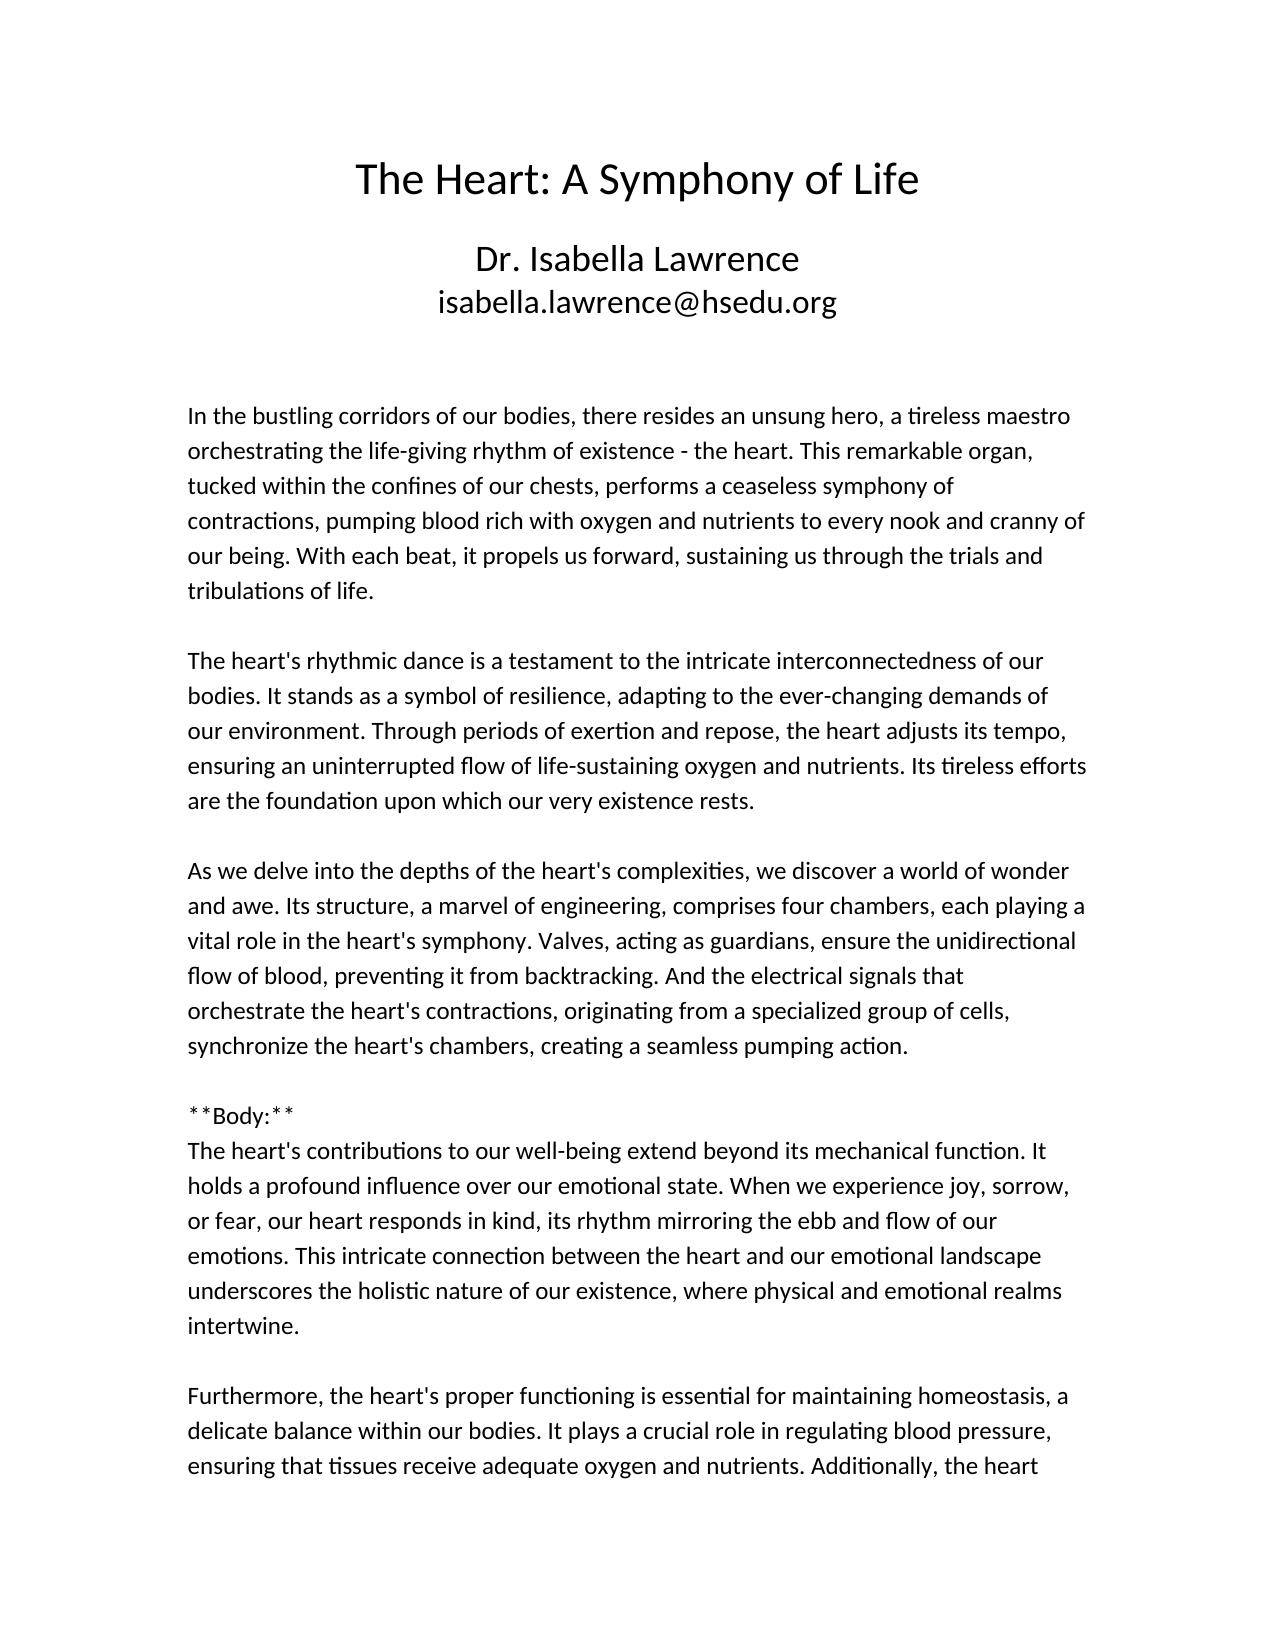 The Heart: A Symphony of Life
Dr. Isabella Lawrence
isabella.lawrence@hsedu.org
In the bustling corridors of our bodies, there resides an unsung hero, a tireless maestro
orchestrating the life-giving rhythm of existence - the heart. This remarkable organ,
tucked within the confines of our chests, performs a ceaseless symphony of
contractions, pumping blood rich with oxygen and nutrients to every nook and cranny of
our being. With each beat, it propels us forward, sustaining us through the trials and
tribulations of life.
The heart's rhythmic dance is a testament to the intricate interconnectedness of our
bodies. It stands as a symbol of resilience, adapting to the ever-changing demands of
our environment. Through periods of exertion and repose, the heart adjusts its tempo,
ensuring an uninterrupted flow of life-sustaining oxygen and nutrients. Its tireless efforts
are the foundation upon which our very existence rests.
As we delve into the depths of the heart's complexities, we discover a world of wonder
and awe. Its structure, a marvel of engineering, comprises four chambers, each playing a
vital role in the heart's symphony. Valves, acting as guardians, ensure the unidirectional
flow of blood, preventing it from backtracking. And the electrical signals that
orchestrate the heart's contractions, originating from a specialized group of cells,
synchronize the heart's chambers, creating a seamless pumping action.
**Body:**
The heart's contributions to our well-being extend beyond its mechanical function. It
holds a profound influence over our emotional state. When we experience joy, sorrow,
or fear, our heart responds in kind, its rhythm mirroring the ebb and flow of our
emotions. This intricate connection between the heart and our emotional landscape
underscores the holistic nature of our existence, where physical and emotional realms
intertwine.
Furthermore, the heart's proper functioning is essential for maintaining homeostasis, a
delicate balance within our bodies. It plays a crucial role in regulating blood pressure,
ensuring that tissues receive adequate oxygen and nutrients. Additionally, the heart